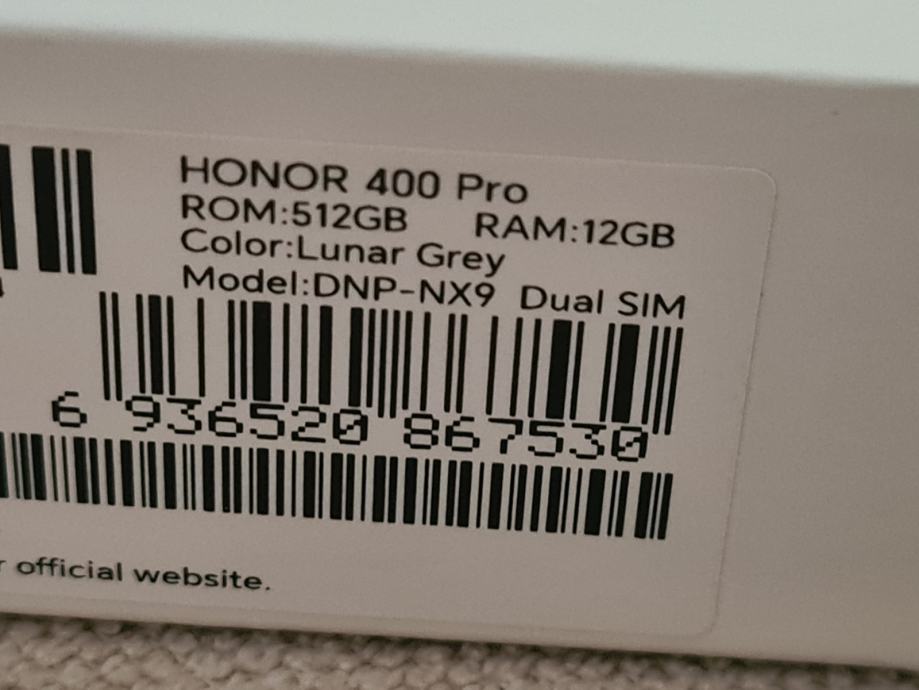 HONOR 400 Pro
ROM:512GB RAM:12GB
Color:Lunar Grey
Model:DNP-NX9 Dual SIM
6 936520 867530
official website.